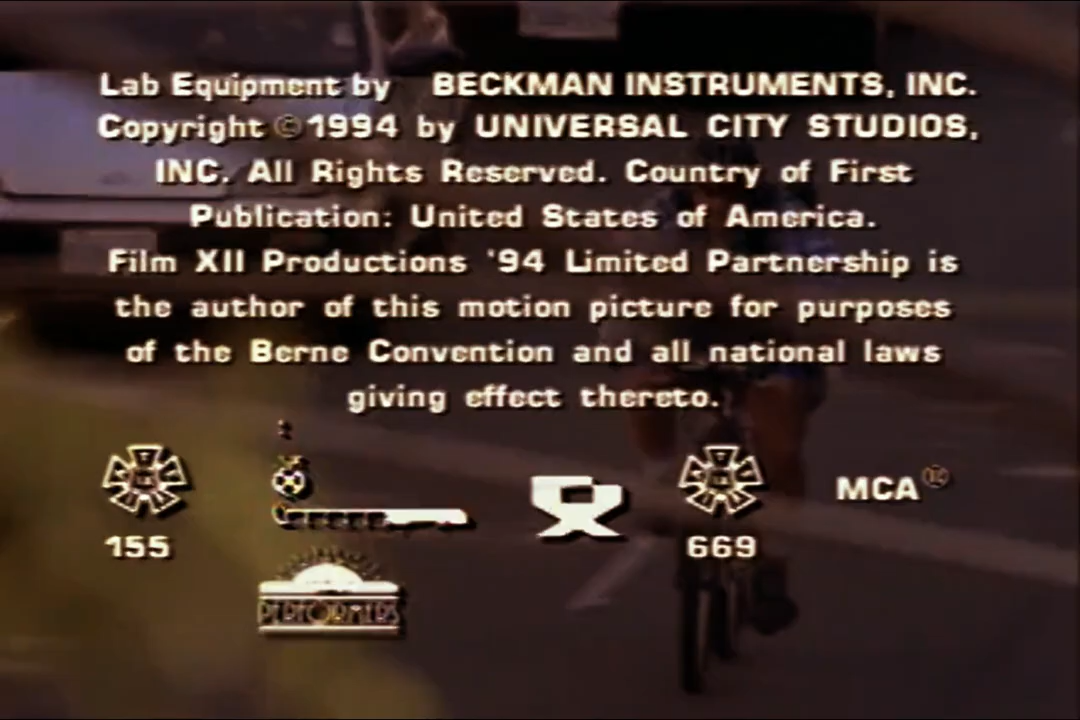 Lab Equipment by BECKMAN INSTRUMENTS, INC.
Copyright ©1994 by UNIVERSAL CITY STUDIOS,
INC. All Rights Reserved. Country of First
Publication: United States of America.
Film XII Productions '94 Limited Partnership is
the author of this motion picture for purposes
of the Berne Convention and all national laws
giving effect thereto.
MCA®
155
669
PERFORMERS